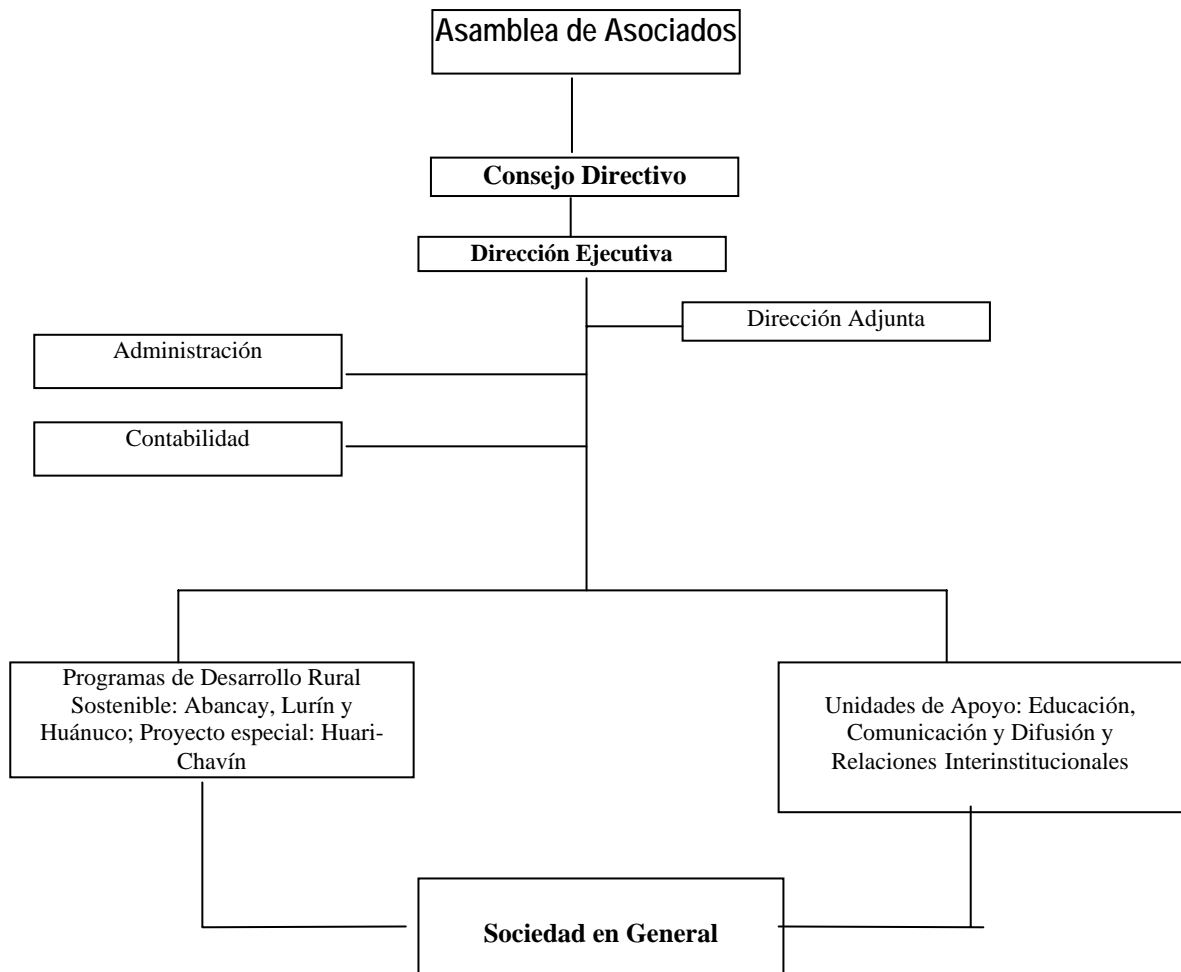 Asamblea de Asociados
Consejo Directivo
Dirección Ejecutiva
Dirección Adjunta
Administración
Contabilidad
Programas de Desarrollo Rural
Sostenible: Abancay, Lurín y
Huánuco; Proyecto especial: Huari-
Chavín
Unidades de Apoyo: Educación,
Comunicación y Difusión y
Relaciones Interinstitucionales
Sociedad en General